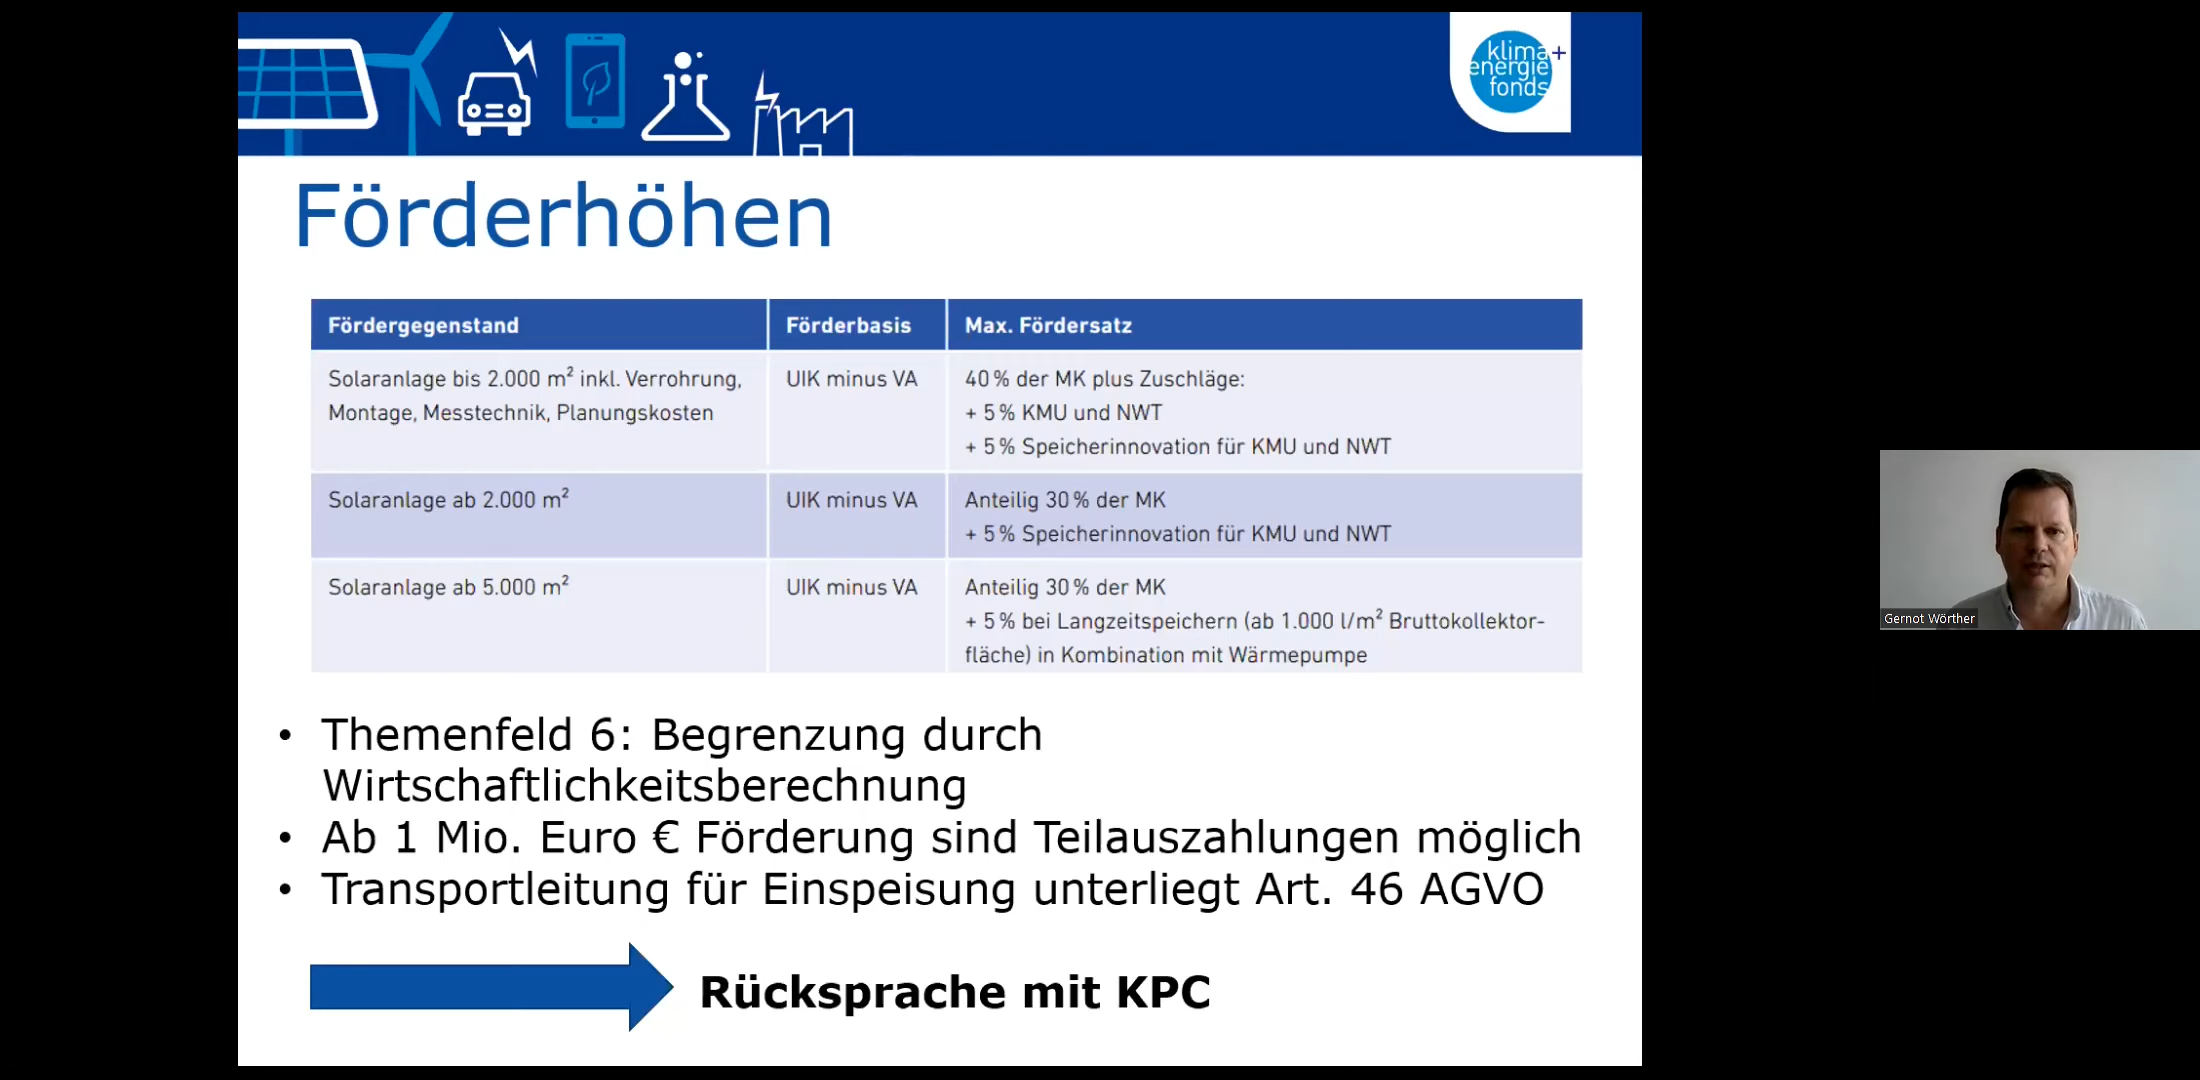 klima+
energie
fonds
Förderhöhen
Fördergegenstand
Förderbasis
Max. Fördersatz
Solaranlage bis 2.000 m² inkl. Verrohrung,
Montage, Messtechnik, Planungskosten
UIK minus VA
40 % der MK plus Zuschläge:
+ 5 % KMU und NWT
+ 5 % Speicherinnovation für KMU und NWT
Solaranlage ab 2.000 m²
UIK minus VA
Anteilig 30 % der MK
+ 5 % Speicherinnovation für KMU und NWT
Solaranlage ab 5.000 m²
UIK minus VA
Anteilig 30 % der MK
+ 5 % bei Langzeitspeichern (ab 1.000 l/m² Bruttokollektor-
fläche) in Kombination mit Wärmepumpe
• Themenfeld 6: Begrenzung durch
Wirtschaftlichkeitsberechnung
• Ab 1 Mio. Euro € Förderung sind Teilauszahlungen möglich
• Transportleitung für Einspeisung unterliegt Art. 46 AGVO
Rücksprache mit KPC
Gernot Wörther